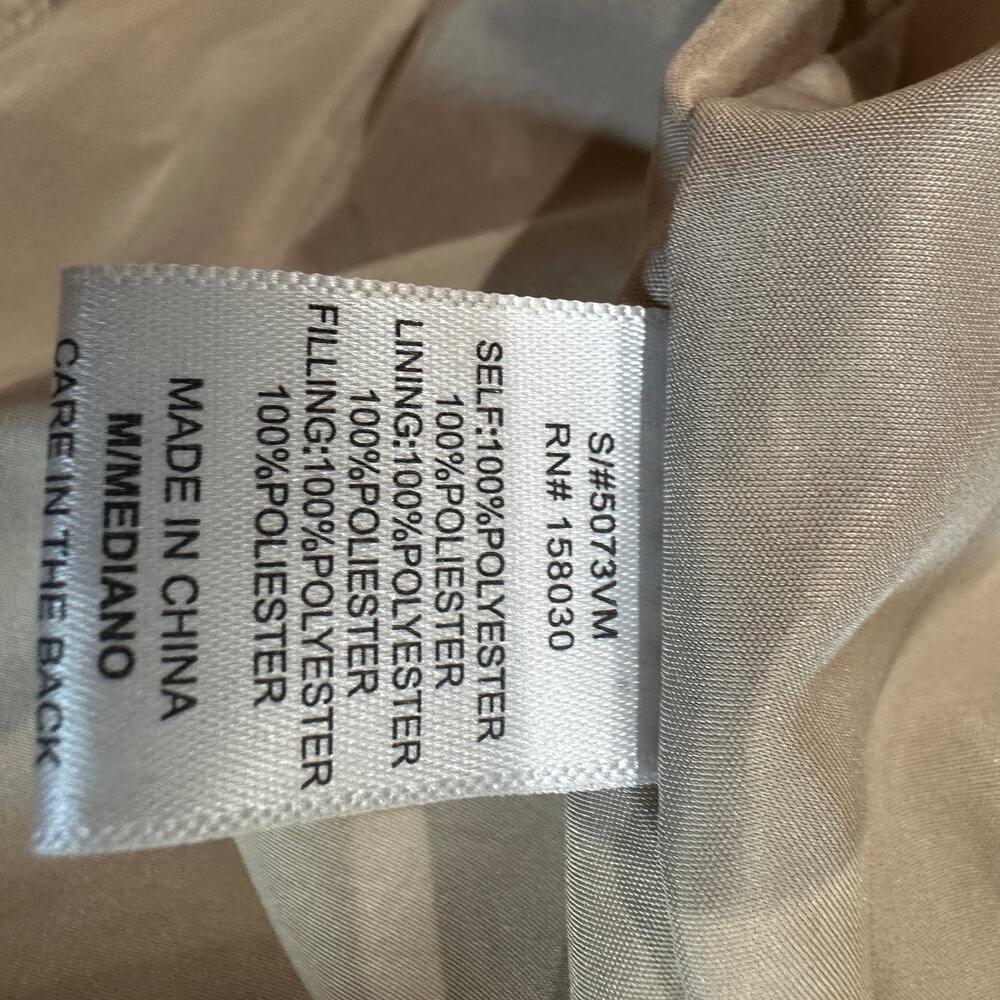 S/#5073VM
RN# 158030
SELF:100%POLYESTER
100%POLIESTER
LINING:100%POLYESTER
100%POLIESTER
FILLING:100%POLYESTER
100%POLIESTER
MADE IN CHINA
M/MEDIANO
CARE IN THE BACK